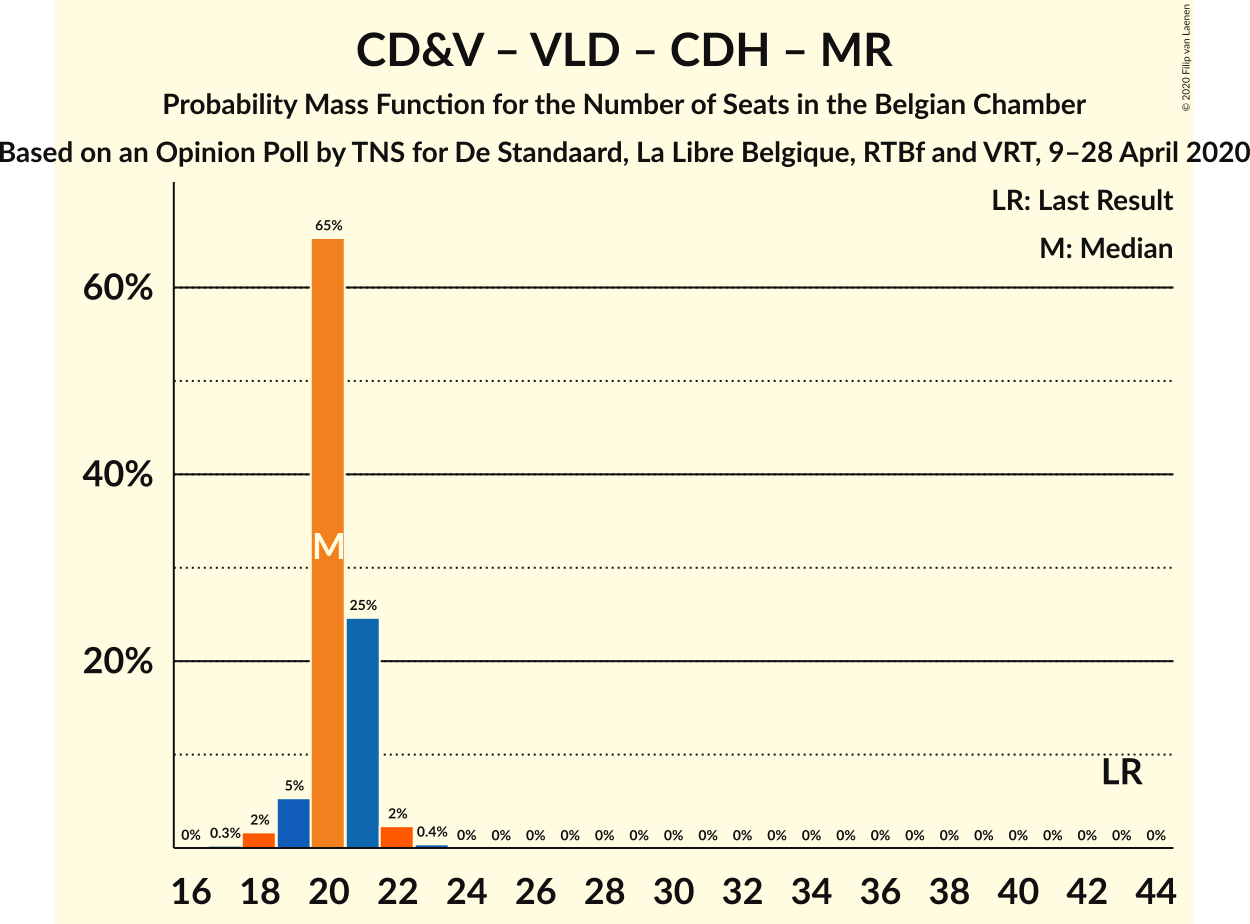 CD&V – VLD – CDH – MR
Probability Mass Function for the Number of Seats in the Belgian Chamber
Based on an Opinion Poll by TNS for De Standaard, La Libre Belgique, RTBf and VRT, 9–28 April 2020
© 2020 Filip van Laenen
LR: Last Result
M: Median
65%
60%
40%
M
25%
20%
LR
5%
2%
2%
0% 0.3% 0.4% 0% 0% 0% 0% 0% 0% 0% 0% 0% 0% 0% 0% 0% 0% 0% 0% 0% 0% 0%
16 18 20 22 24 26 28 30 32 34 36 38 40 42 44